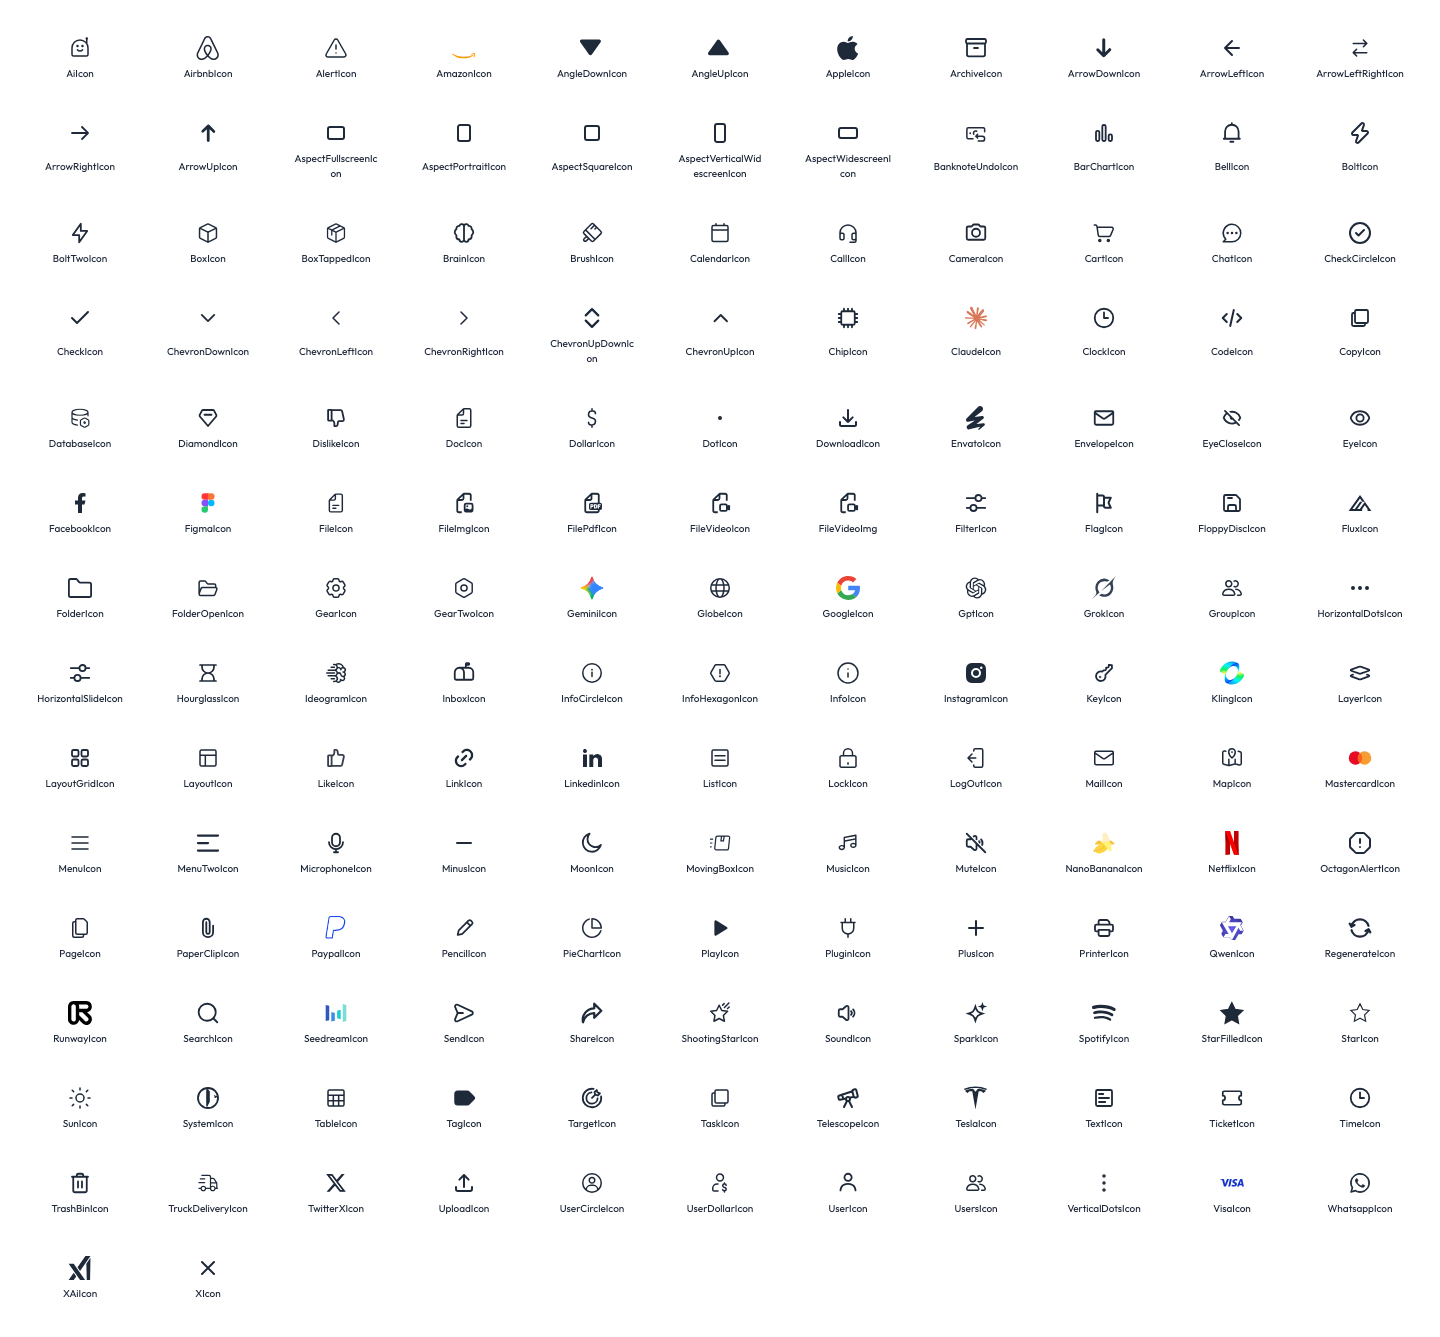 AiIcon
AirbnbIcon
AlertIcon
AmazonIcon
AngleDownIcon
AngleUpIcon
AppleIcon
ArchiveIcon
ArrowDownIcon
ArrowLeftIcon
ArrowLeftRightIcon
ArrowRightIcon
ArrowUpIcon
AspectFullscreenIc
on
AspectPortraitIcon
AspectSquareIcon
AspectVerticalWid
escreenIcon
AspectWidescreenI
con
BanknoteUndoIcon
BarChartIcon
BellIcon
BoltIcon
BoltTwoIcon
BoxIcon
BoxTappedIcon
BrainIcon
BrushIcon
CalendarIcon
CallIcon
CameraIcon
CartIcon
ChatIcon
CheckCircleIcon
CheckIcon
ChevronDownIcon
ChevronLeftIcon
ChevronRightIcon
ChevronUpDownIc
on
ChevronUpIcon
ChipIcon
ClaudeIcon
ClockIcon
CodeIcon
CopyIcon
DatabaseIcon
DiamondIcon
DislikeIcon
DocIcon
DollarIcon
DotIcon
DownloadIcon
EnvatoIcon
EnvelopeIcon
EyeCloseIcon
EyeIcon
FacebookIcon
FigmaIcon
FileIcon
FileImgIcon
PDF
FilePdfIcon
FileVideoIcon
FileVideoImg
FilterIcon
FlagIcon
FloppyDiscIcon
FluxIcon
FolderIcon
FolderOpenIcon
GearIcon
GearTwoIcon
GeminiIcon
GlobeIcon
GoogleIcon
GptIcon
GrokIcon
GroupIcon
HorizontalDotsIcon
HorizontalSlideIcon
HourglassIcon
IdeogramIcon
InboxIcon
InfoCircleIcon
InfoHexagonIcon
InfoIcon
InstagramIcon
KeyIcon
KlingIcon
LayerIcon
LayoutGridIcon
LayoutIcon
LikeIcon
LinkIcon
in
LinkedinIcon
ListIcon
LockIcon
LogOutIcon
MailIcon
MapIcon
MastercardIcon
MenuIcon
MenuTwoIcon
MicrophoneIcon
MinusIcon
MoonIcon
MovingBoxIcon
MusicIcon
MuteIcon
NanoBananaIcon
NetflixIcon
OctagonAlertIcon
PageIcon
PaperClipIcon
PaypalIcon
PencilIcon
PieChartIcon
PlayIcon
PluginIcon
PlusIcon
PrinterIcon
QwenIcon
RegenerateIcon
RunwayIcon
SearchIcon
SeedreamIcon
SendIcon
ShareIcon
ShootingStarIcon
SoundIcon
SparkIcon
SpotifyIcon
StarFilledIcon
StarIcon
SunIcon
SystemIcon
TableIcon
TagIcon
TargetIcon
TaskIcon
TelescopeIcon
TeslaIcon
TextIcon
TicketIcon
TimeIcon
TrashBinIcon
TruckDeliveryIcon
TwitterXIcon
UploadIcon
UserCircleIcon
UserDollarIcon
UserIcon
UsersIcon
VerticalDotsIcon
VISA
VisaIcon
WhatsappIcon
XAiIcon
XIcon